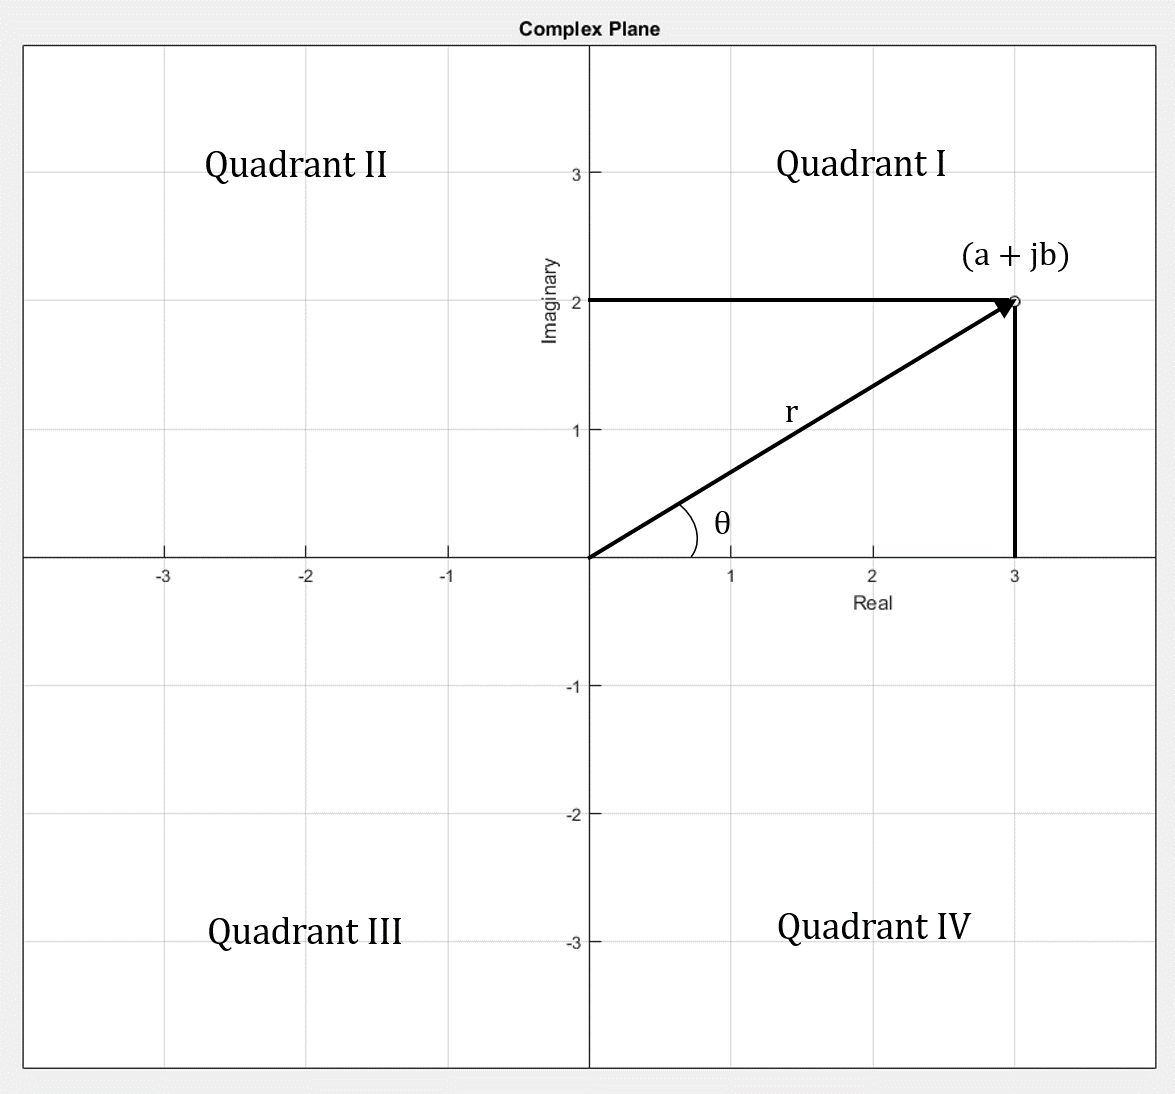 Complex Plane
Quadrant II
Quadrant I
3
(a + jb)
Imaginary
2
r
1
θ
-3
-2
-1
1
2
3
Real
-1
-2
Quadrant III
Quadrant IV
-3